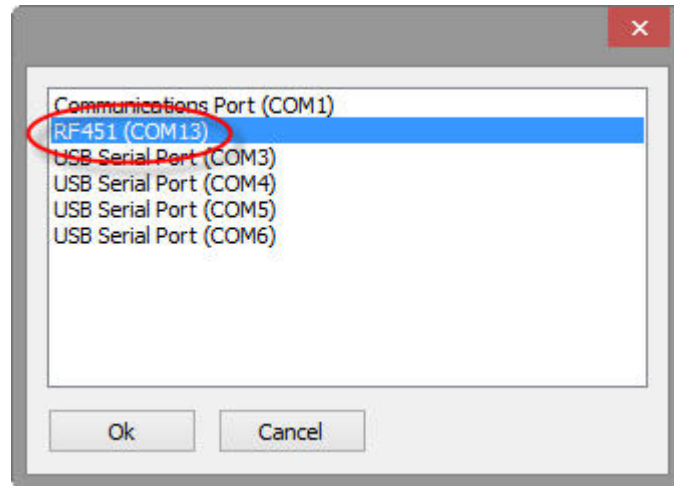 Communications Port (COM1)
RF451 (COM13)
USB Serial Port (COM3)
USB Serial Port (COM4)
USB Serial Port (COM5)
USB Serial Port (COM6)
Ok
Cancel